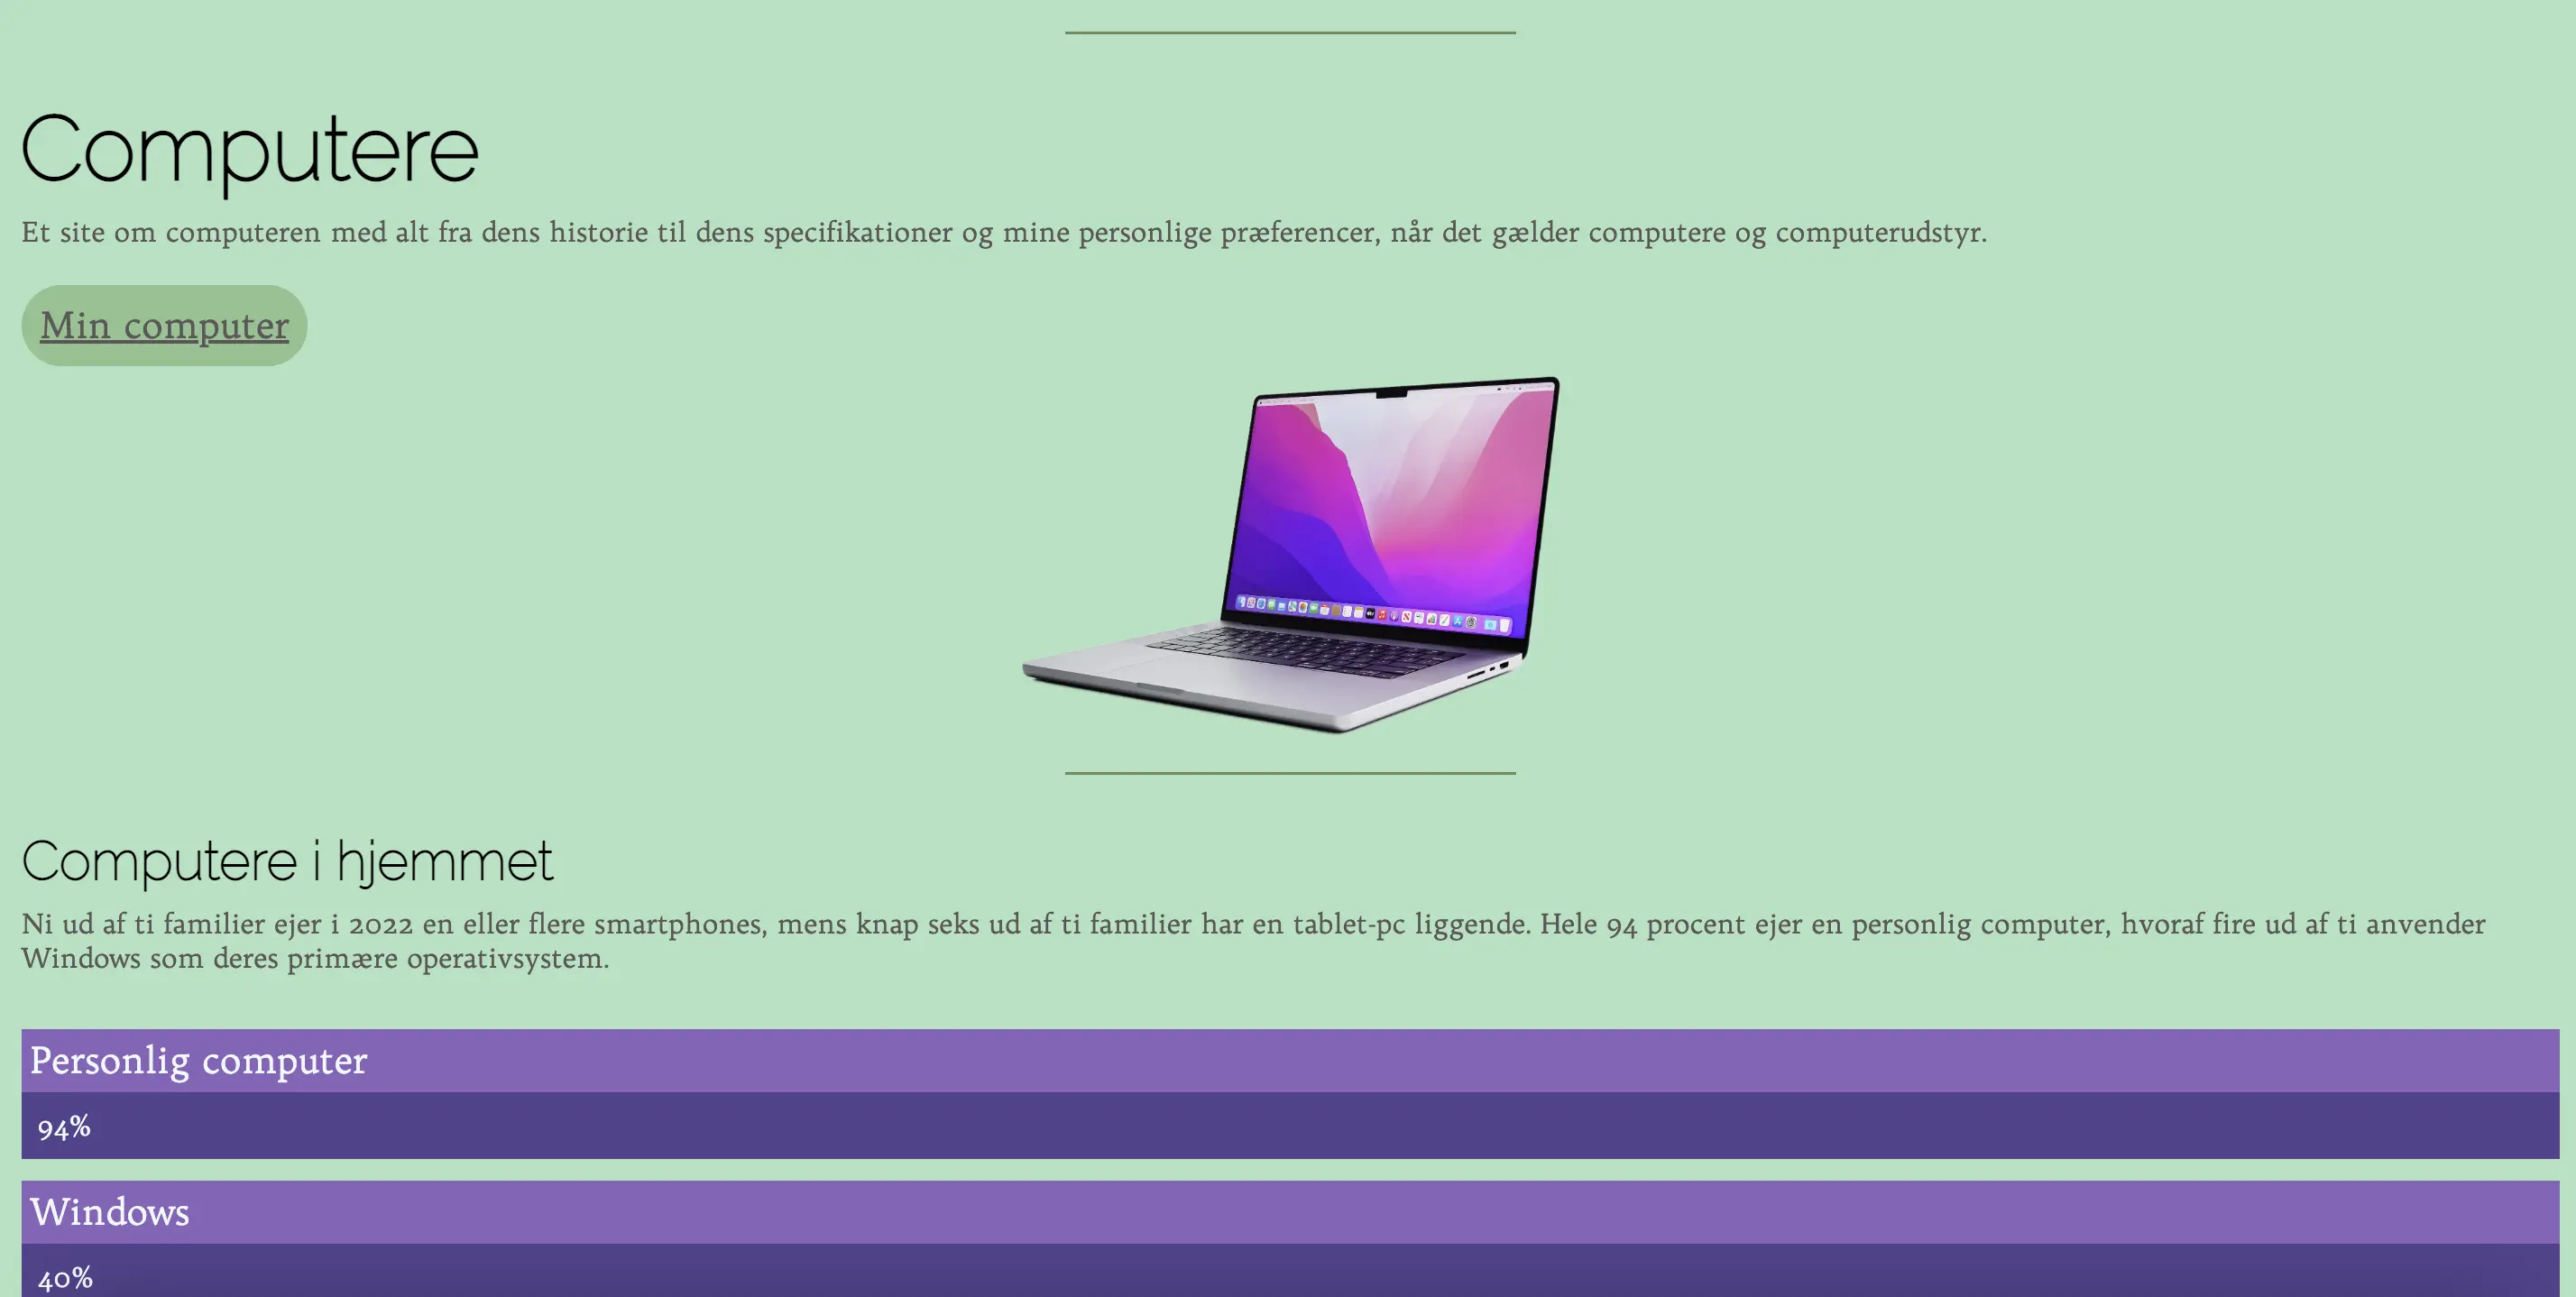 Computere
Et site om computeren med alt fra dens historie til dens specifikationer og mine personlige præferencer, når det gælder computere og computerudstyr.
Min computer
Computere i hjemmet
Ni ud af ti familier ejer i 2022 en eller flere smartphones, mens knap seks ud af ti familier har en tablet-pc liggende. Hele 94 procent ejer en personlig computer, hvoraf fire ud af ti anvender
Windows som deres primære operativsystem.
Personlig computer
94%
Windows
40%